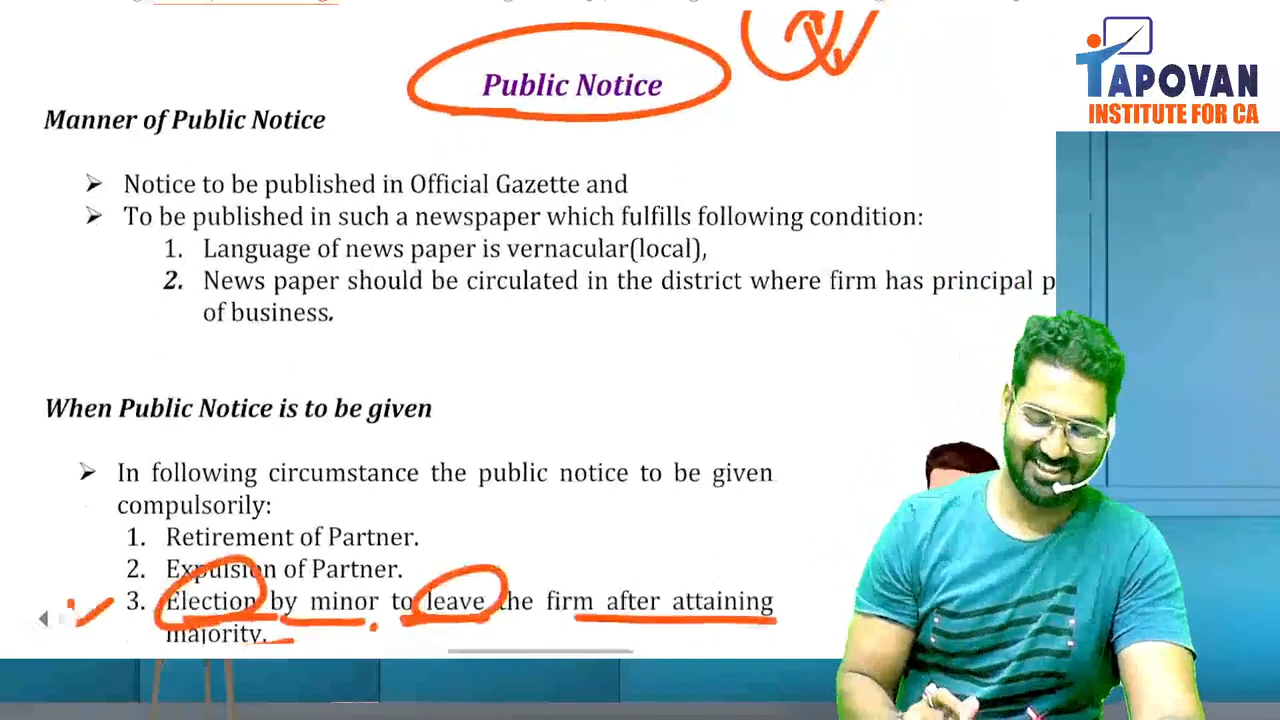 Public Notice
TAPOVAN
INSTITUTE FOR CA
Manner of Public Notice
➢ Notice to be published in Official Gazette and
➢ To be published in such a newspaper which fulfills following condition:
1. Language of news paper is vernacular(local),
2. News paper should be circulated in the district where firm has principal p
of business.
When Public Notice is to be given
➢ In following circumstance the public notice to be given
compulsorily:
1. Retirement of Partner.
2. Expulsion of Partner.
3. Election by minor to leave the firm after attaining
majority.